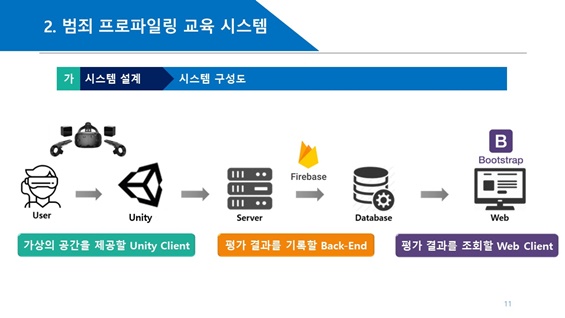 2. 범죄 프로파일링 교육 시스템
가 시스템 설계 시스템 구성도
B
Bootstrap
Firebase
User
Unity
Server
Database
Web
가상의 공간을 제공할 Unity Client
평가 결과를 기록할 Back-End
평가 결과를 조회할 Web Client
11